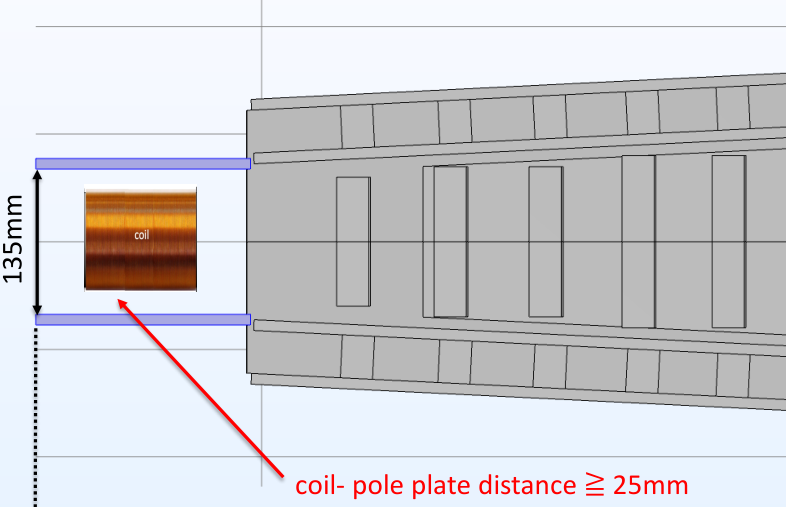 135mm
coil
coil- pole plate distance ≧ 25mm